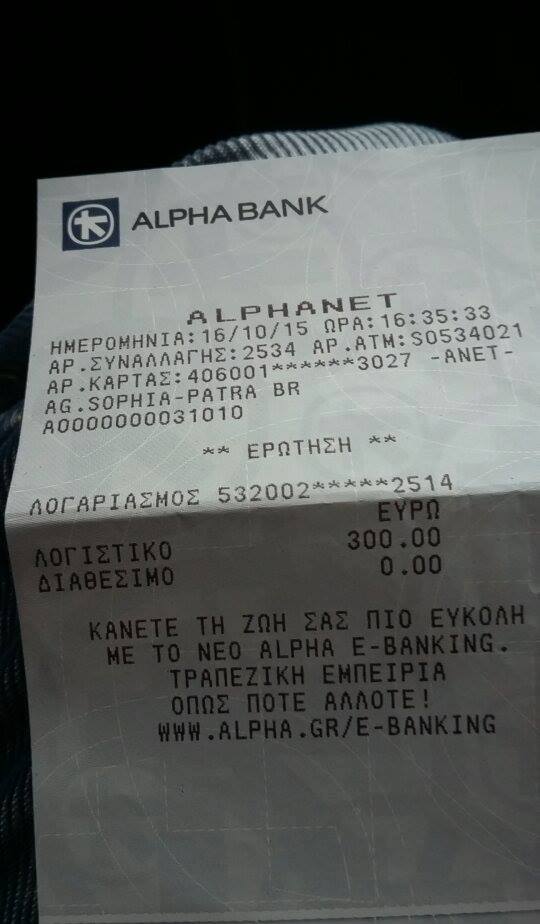 ALPHA BANK
ALPHANET
ΗΜΕΡΟΜΗΝΙΑ:16/10/15 ΩΡΑ:16:35:33
ΑΡ.ΣΥΝΑΛΛΑΓΗΣ:2534 ΑΡ.ΑΤΜ:S0534021
ΑΡ.ΚΑΡΤΑΣ:406001******3027 -ΑΝΕΤ-
AG.SOPHIA-PATRA BR
A0000000031010
** ΕΡΩΤΗΣΗ **
ΛΟΓΑΡΙΑΣΜΟΣ 532002*****2514
ΕΥΡΩ
ΛΟΓΙΣΤΙΚΟ 300.00
ΔΙΑΘΕΣΙΜΟ 0.00
ΚΑΝΕΤΕ ΤΗ ΖΩΗ ΣΑΣ ΠΙΟ ΕΥΚΟΛΗ
ΜΕ ΤΟ ΝΕΟ ALPHA E-BANKING.
ΤΡΑΠΕΖΙΚΗ ΕΜΠΕΙΡΙΑ
ΟΠΩΣ ΠΟΤΕ ΑΛΛΟΤΕ!
WWW.ALPHA.GR/E-BANKING